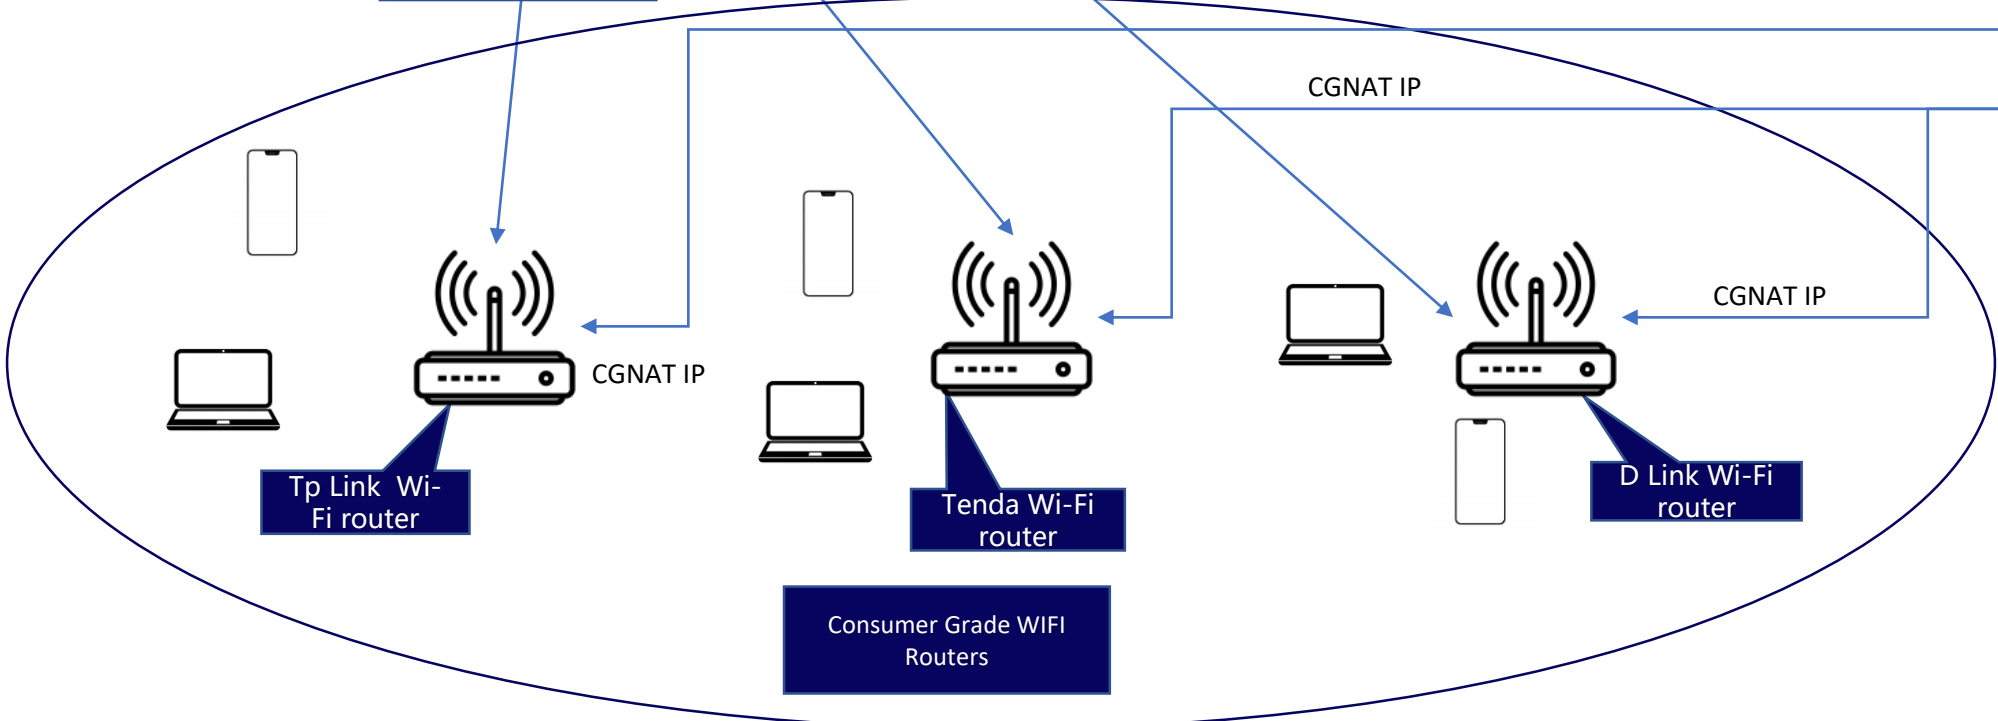 CGNAT IP
CGNAT IP
CGNAT IP
Tp Link  Wi-
Fi router
Tenda Wi-Fi
router
D Link Wi-Fi
router
Consumer Grade WIFI
Routers